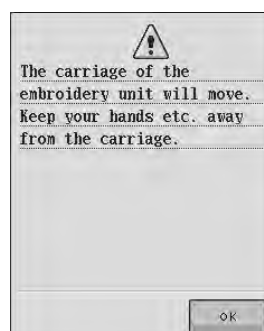 The carriage of the
embroidery unit will move.
Keep your hands etc. away
from the carriage.
OK